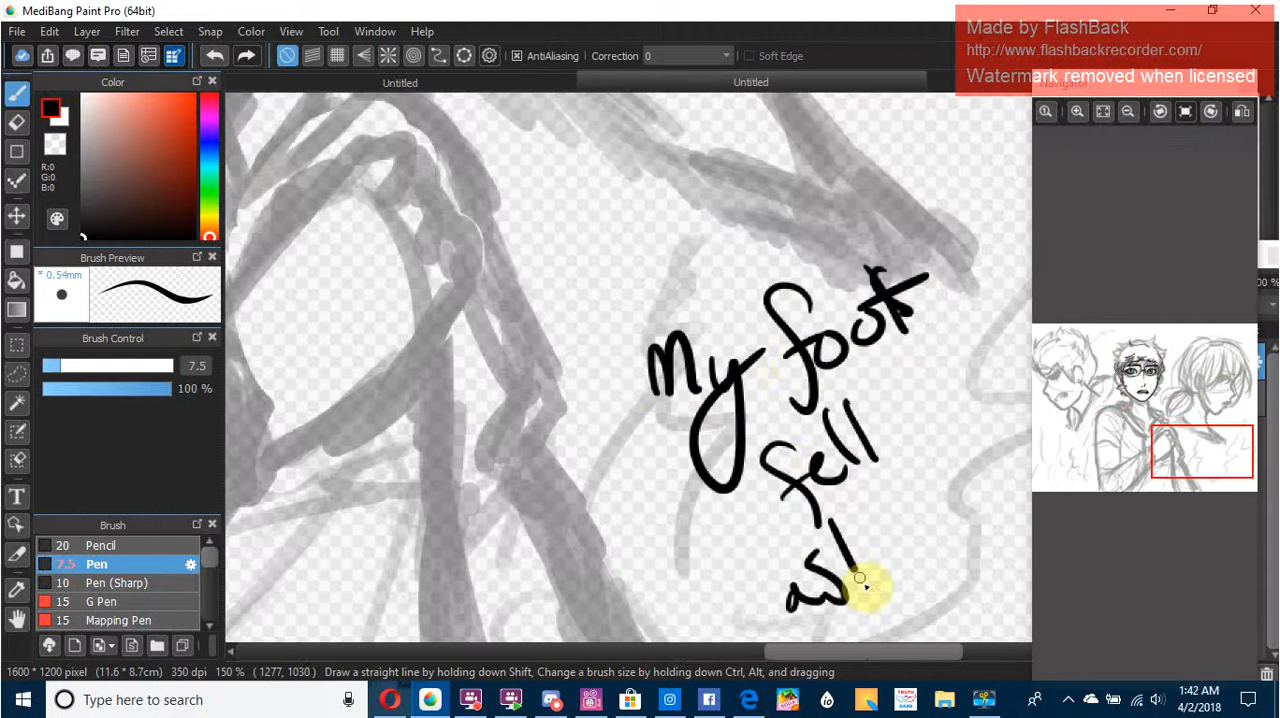 MediBang Paint Pro (64bit)
Made by FlashBack
http://www.flashbackrecorder.com/
Watermark removed when licensed
File Edit Layer Filter Select Snap Color View Tool Window Help
AntiAliasing Correction 0 Soft Edge
Color
Untitled
Untitled
Navigator
R:0
G:0
B:0
Brush Preview
* 0.54mm
Brush Control
7.5
100 %
Brush
20 Pencil
7.5 Pen
10 Pen (Sharp)
15 G Pen
15 Mapping Pen
My foot
fell
asl
1600 * 1200 pixel (11.6 * 8.7cm) 350 dpi 150 % ( 1277, 1030 ) Draw a straight line by holding down Shift, Change a brush size by holding down Ctrl, Alt, and dragging
Type here to search
1:42 AM
4/2/2018